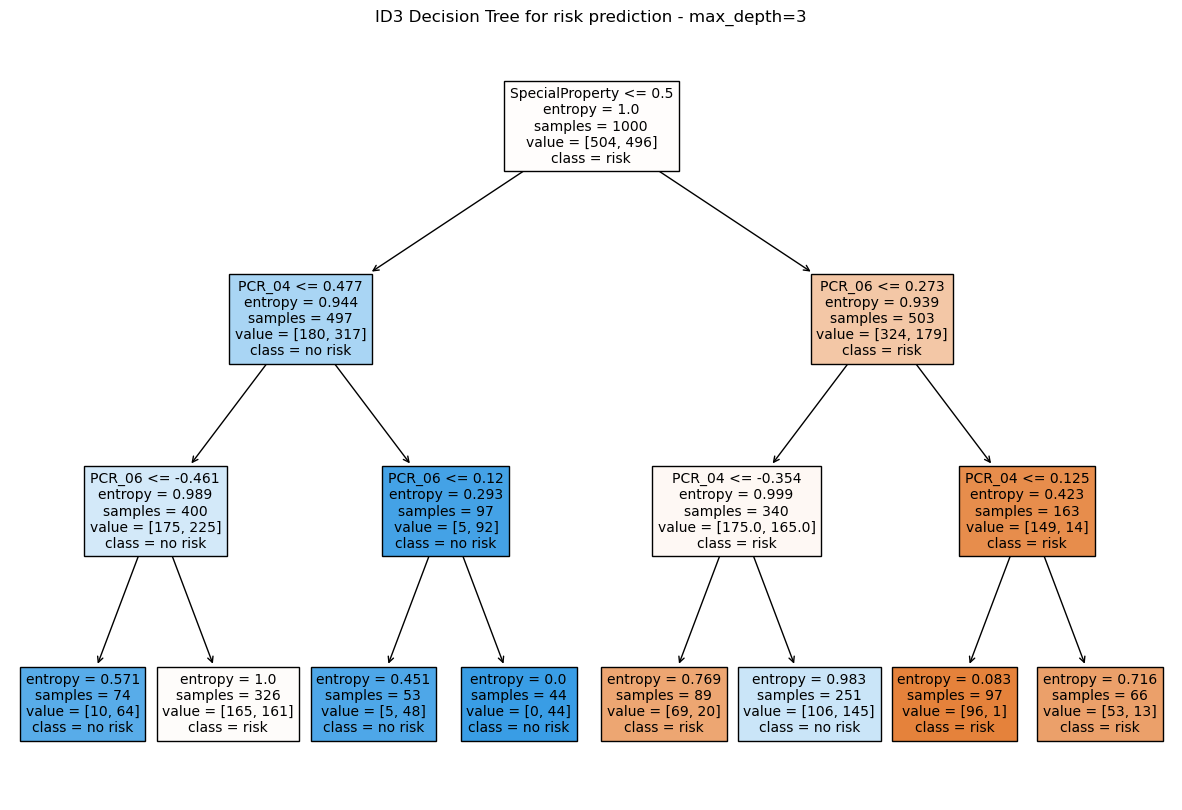 ID3 Decision Tree for risk prediction - max_depth=3
SpecialProperty <= 0.5
entropy = 1.0
samples = 1000
value = [504, 496]
class = risk
PCR_04 <= 0.477
entropy = 0.944
samples = 497
value = [180, 317]
class = no risk
PCR_06 <= 0.273
entropy = 0.939
samples = 503
value = [324, 179]
class = risk
PCR_06 <= -0.461
entropy = 0.989
samples = 400
value = [175, 225]
class = no risk
PCR_06 <= 0.12
entropy = 0.293
samples = 97
value = [5, 92]
class = no risk
PCR_04 <= -0.354
entropy = 0.999
samples = 340
value = [175.0, 165.0]
class = risk
PCR_04 <= 0.125
entropy = 0.423
samples = 163
value = [149, 14]
class = risk
entropy = 0.571
samples = 74
value = [10, 64]
class = no risk
entropy = 1.0
samples = 326
value = [165, 161]
class = risk
entropy = 0.451
samples = 53
value = [5, 48]
class = no risk
entropy = 0.0
samples = 44
value = [0, 44]
class = no risk
entropy = 0.769
samples = 89
value = [69, 20]
class = risk
entropy = 0.983
samples = 251
value = [106, 145]
class = no risk
entropy = 0.083
samples = 97
value = [96, 1]
class = risk
entropy = 0.716
samples = 66
value = [53, 13]
class = risk